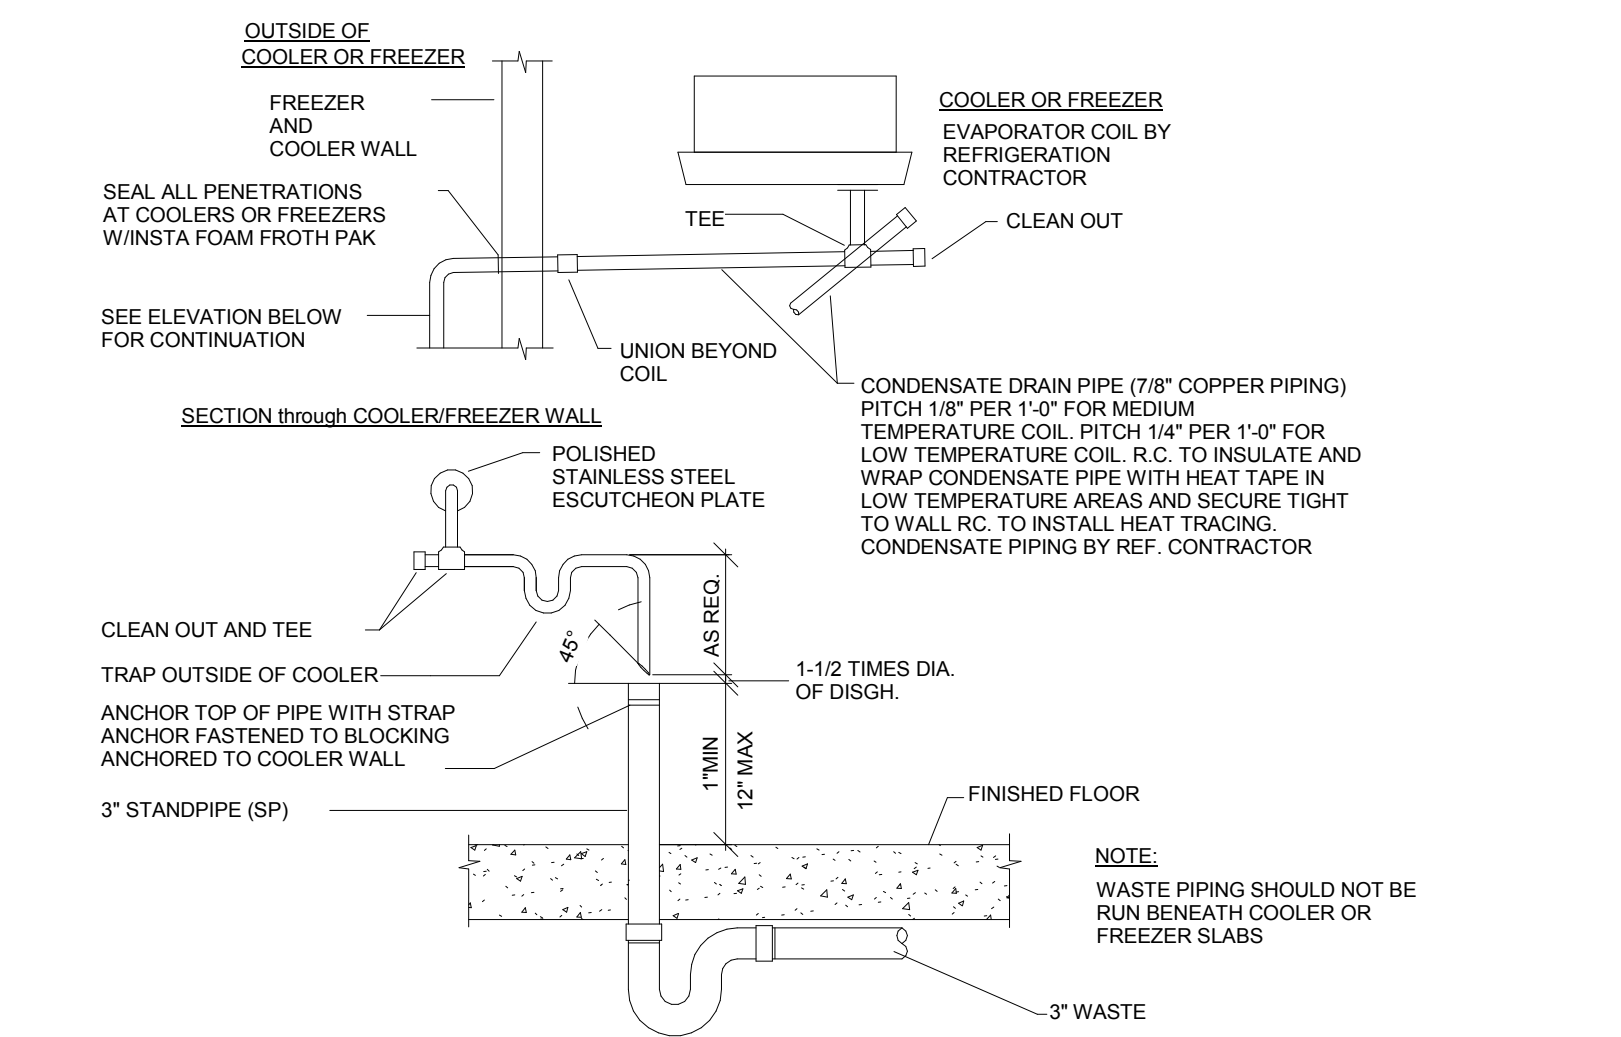 OUTSIDE OF
COOLER OR FREEZER
FREEZER
AND
COOLER WALL
SEAL ALL PENETRATIONS
AT COOLERS OR FREEZERS
W/INSTA FOAM FROTH PAK
SEE ELEVATION BELOW
FOR CONTINUATION
TEE
COOLER OR FREEZER
EVAPORATOR COIL BY
REFRIGERATION
CONTRACTOR
CLEAN OUT
UNION BEYOND
COIL
CONDENSATE DRAIN PIPE (7/8" COPPER PIPING)
PITCH 1/8" PER 1'-0" FOR MEDIUM
TEMPERATURE COIL. PITCH 1/4" PER 1'-0" FOR
LOW TEMPERATURE COIL. R.C. TO INSULATE AND
WRAP CONDENSATE PIPE WITH HEAT TAPE IN
LOW TEMPERATURE AREAS AND SECURE TIGHT
TO WALL RC. TO INSTALL HEAT TRACING.
CONDENSATE PIPING BY REF. CONTRACTOR
SECTION through COOLER/FREEZER WALL
POLISHED
STAINLESS STEEL
ESCUTCHEON PLATE
CLEAN OUT AND TEE
TRAP OUTSIDE OF COOLER
45°
AS REQ.
1-1/2 TIMES DIA.
OF DISGH.
ANCHOR TOP OF PIPE WITH STRAP
ANCHOR FASTENED TO BLOCKING
ANCHORED TO COOLER WALL
1"MIN
12" MAX
3" STANDPIPE (SP)
FINISHED FLOOR
NOTE:
WASTE PIPING SHOULD NOT BE
RUN BENEATH COOLER OR
FREEZER SLABS
3" WASTE